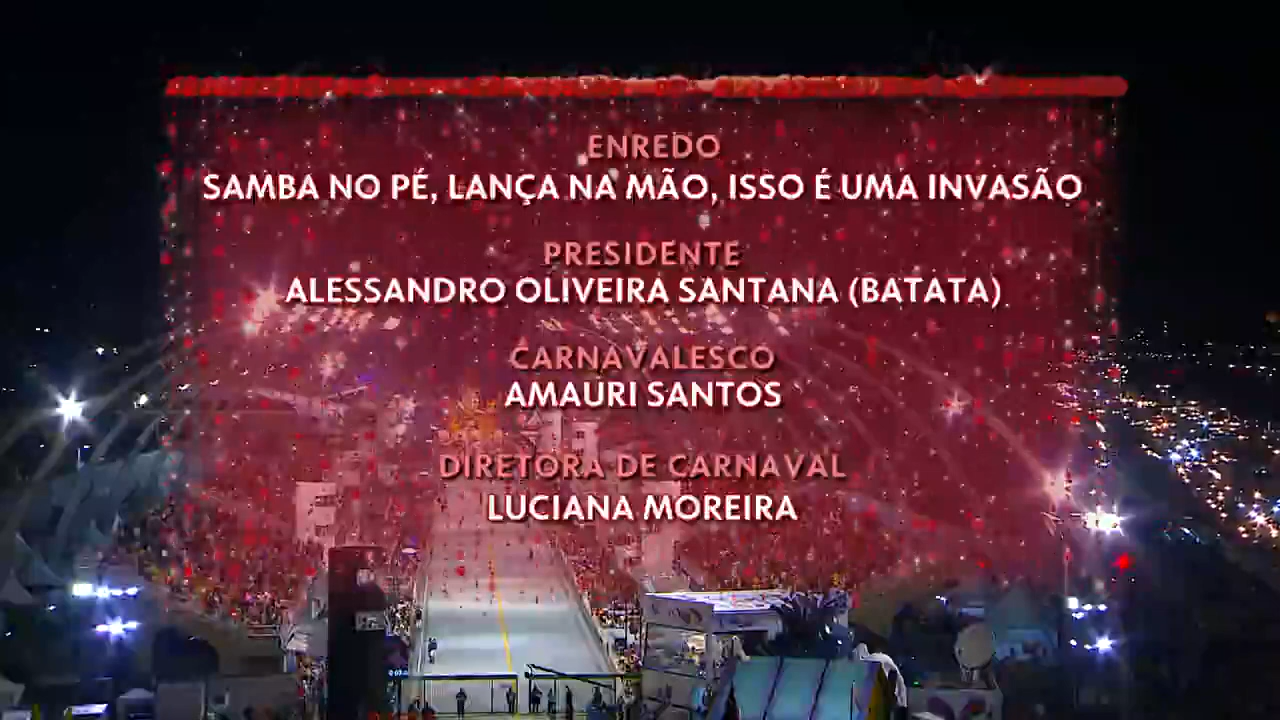 ENREDO
SAMBA NO PÉ, LANÇA NA MÃO, ISSO É UMA INVASÃO
PRESIDENTE
ALESSANDRO OLIVEIRA SANTANA (BATATA)
CARNAVALESCO
AMAURI SANTOS
DIRETORA DE CARNAVAL
LUCIANA MOREIRA